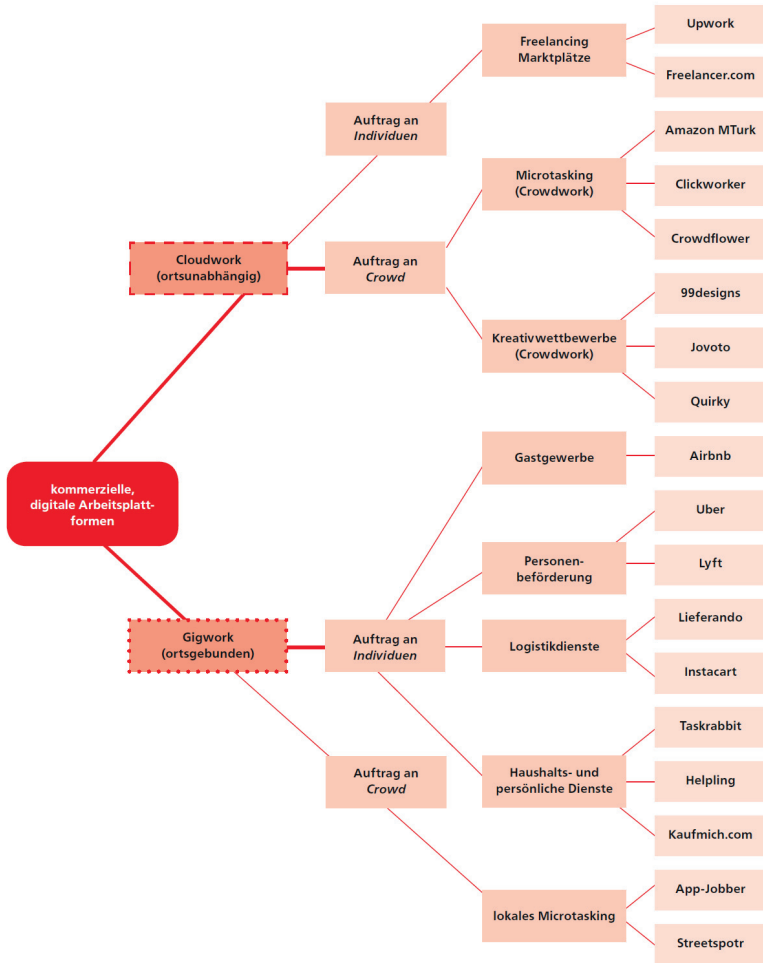 Upwork
Freelancing
Marktplätze
Freelancer.com
Auftrag an
Individuen
Amazon MTurk
Microtasking
(Crowdwork)
Clickworker
Crowdflower
Cloudwork
(ortsunabhängig)
Auftrag an
Crowd
99designs
Kreativwettbewerbe
(Crowdwork)
Jovoto
Quirky
Gastgewerbe
Airbnb
kommerzielle,
digitale Arbeitsplatt-
formen
Uber
Personen-
beförderung
Lyft
Lieferando
Gigwork
(ortsgebunden)
Auftrag an
Individuen
Logistikdienste
Instacart
Taskrabbit
Auftrag an
Crowd
Haushalts- und
persönliche Dienste
Helpling
Kaufmich.com
App-Jobber
lokales Microtasking
Streetspotr